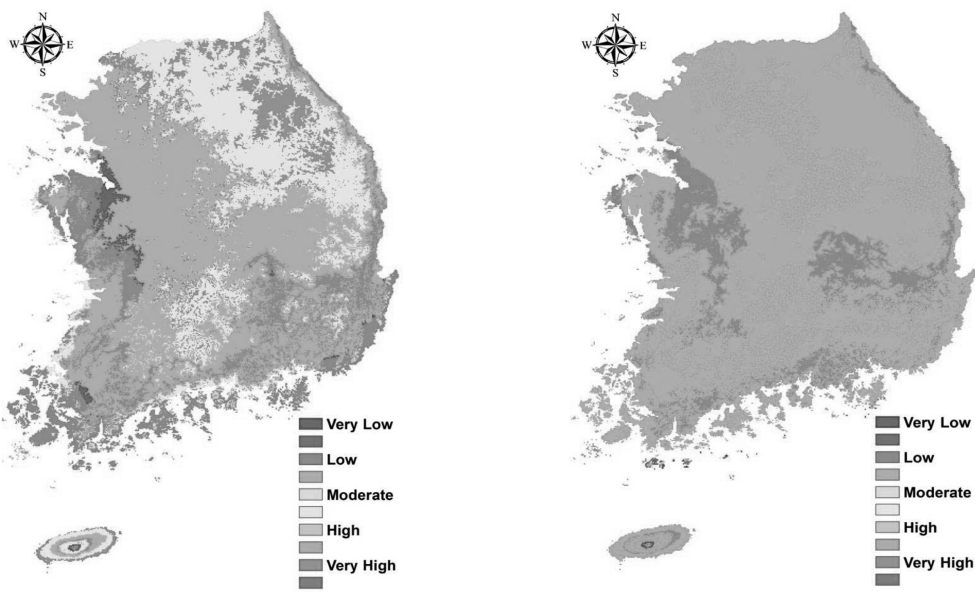 N
W E
S
Very Low
Low
Moderate
High
Very High
N
W E
S
Very Low
Low
Moderate
High
Very High